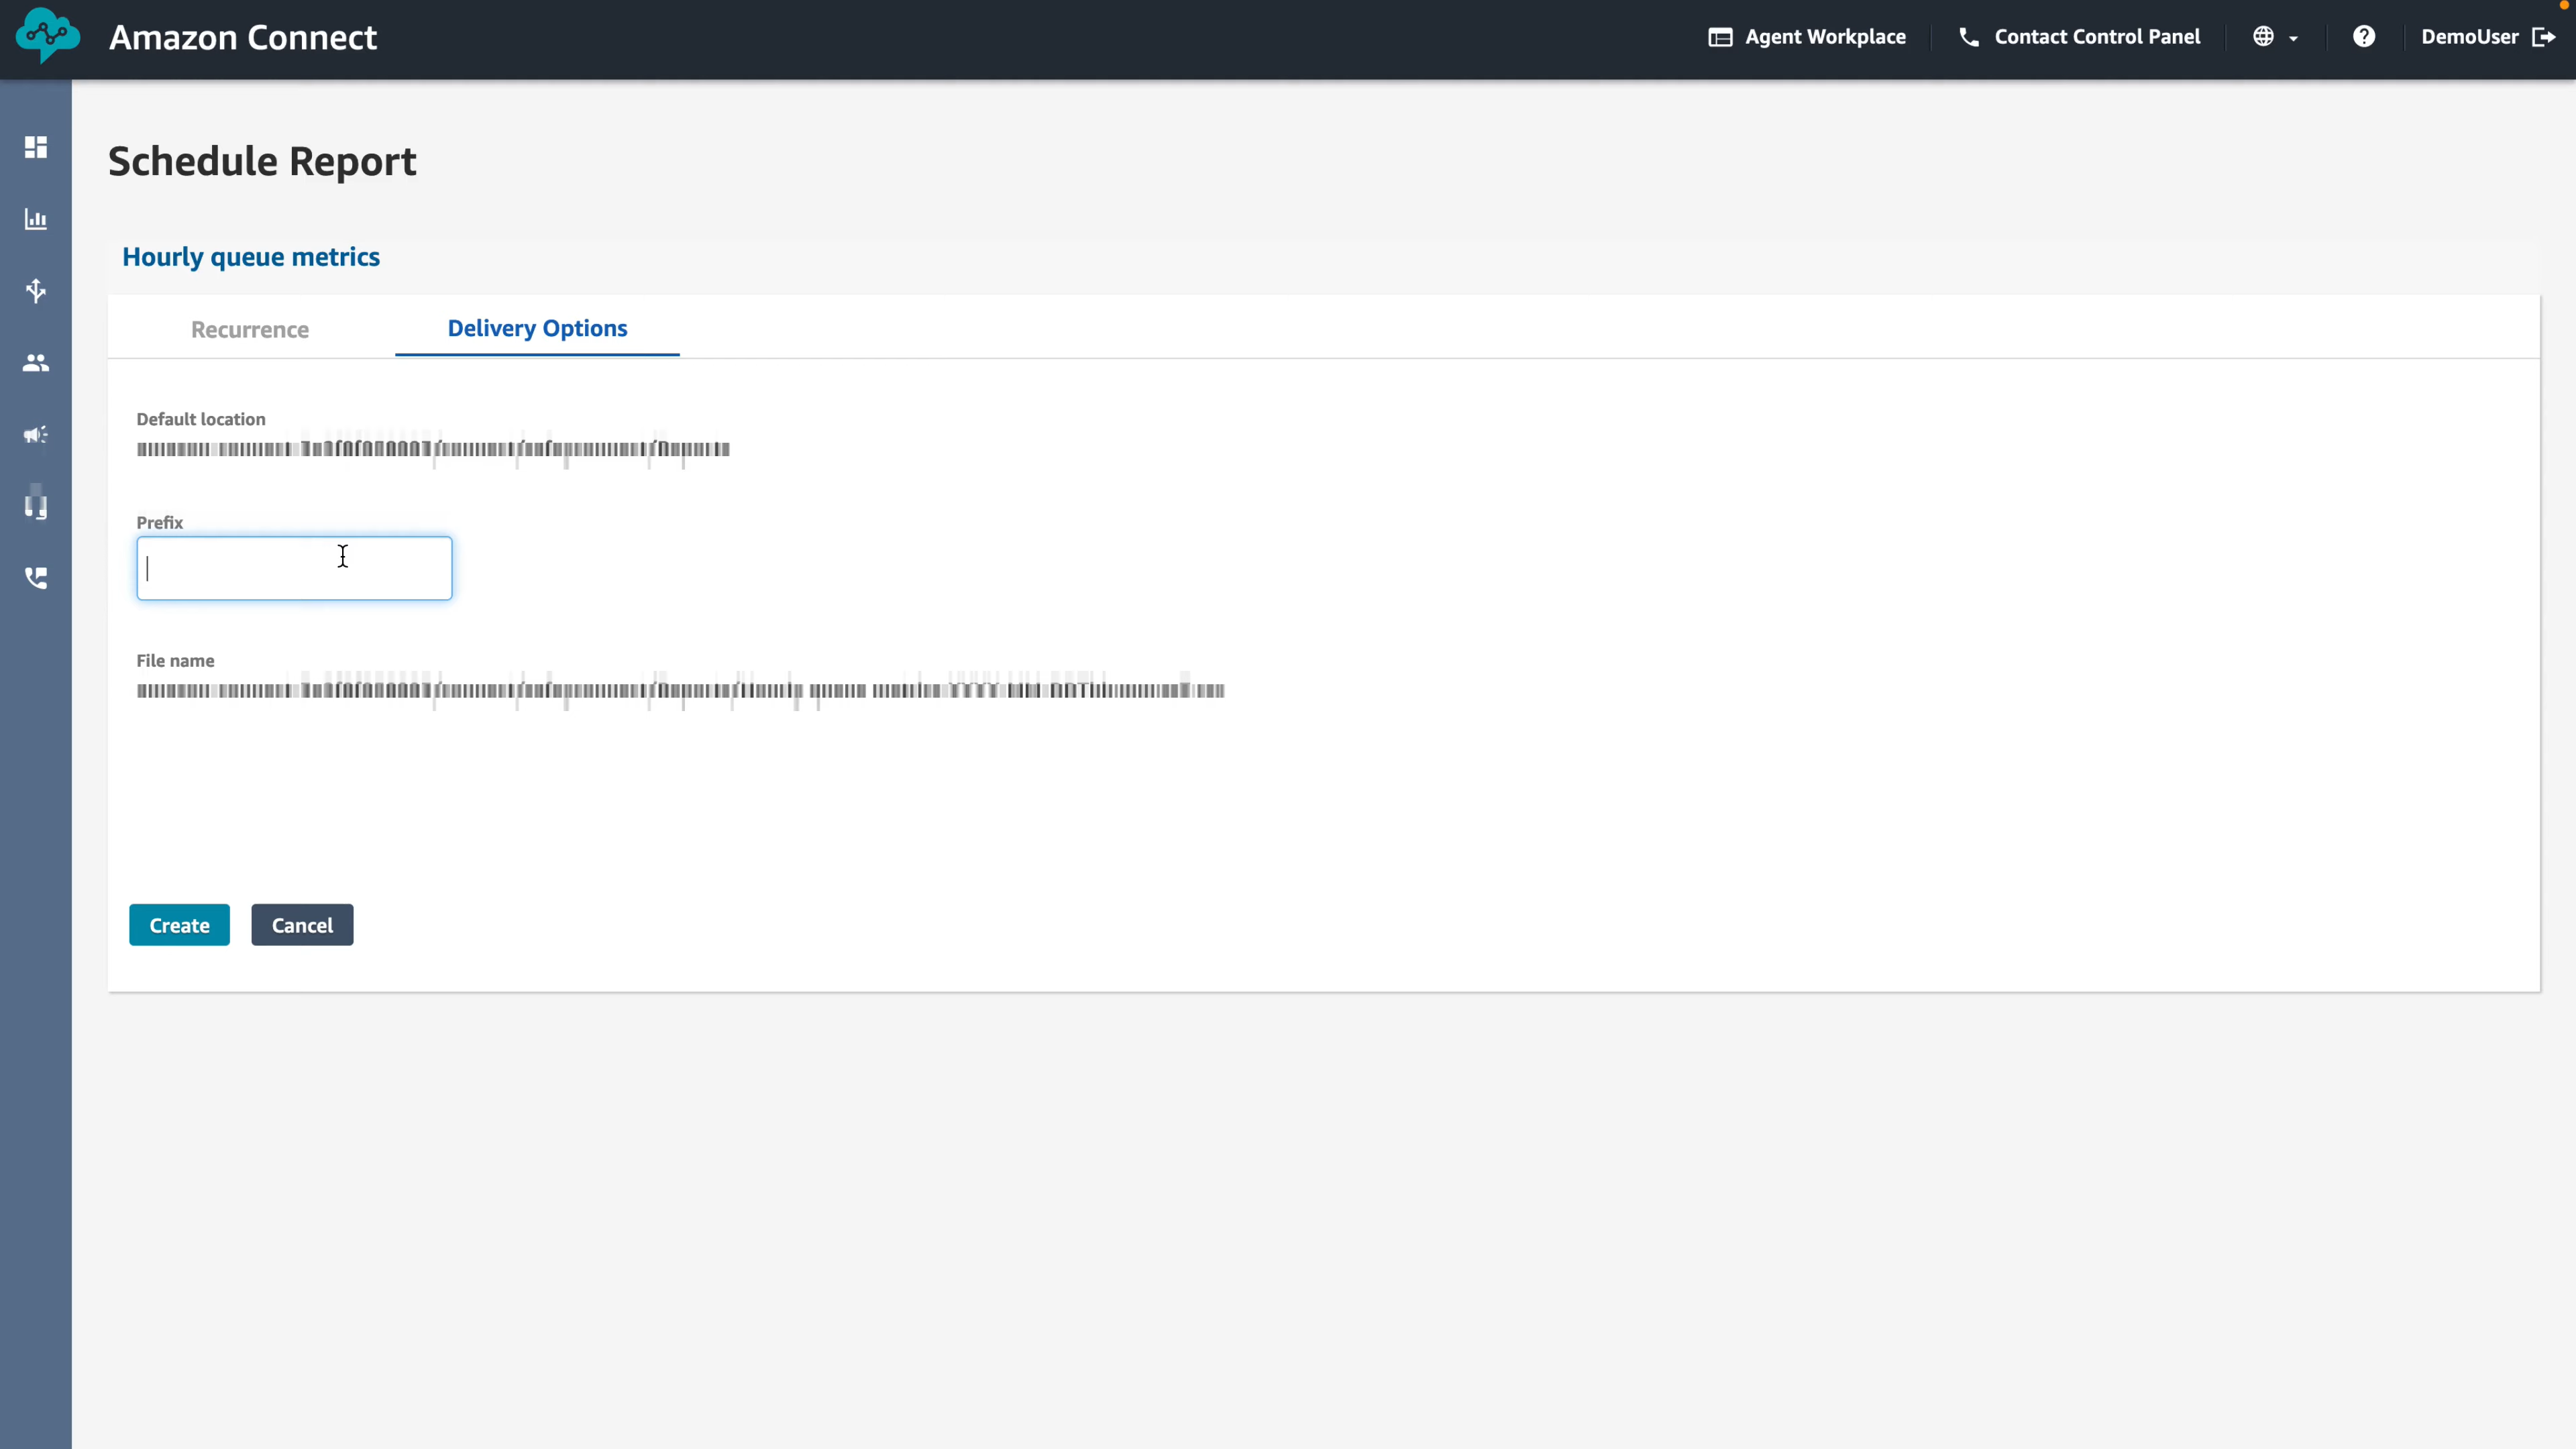 Amazon Connect
Agent Workplace
Contact Control Panel
DemoUser
Schedule Report
Hourly queue metrics
Recurrence
Delivery Options
Default location
Prefix
File name
Create
Cancel